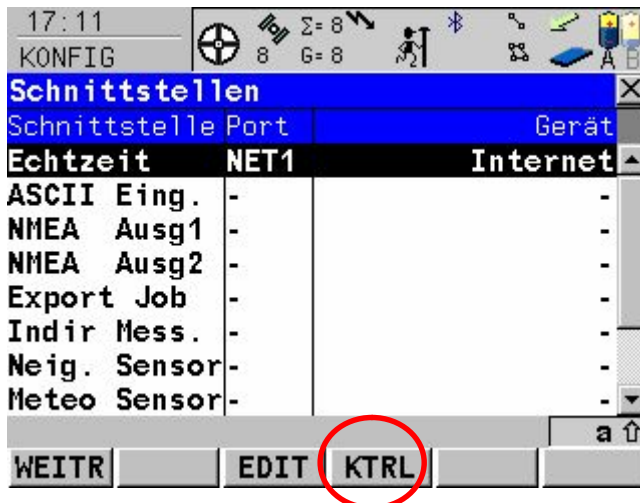 17:11
KONFIG
8
Σ= 8
G= 8
A B
Schnittstellen
Schnittstelle Port Gerät
Echtzeit NET1 Internet
ASCII Eing. - -
NMEA Ausg1 - -
NMEA Ausg2 - -
Export Job - -
Indir Mess. - -
Neig. Sensor - -
Meteo Sensor - -
a
WEITR EDIT KTRL